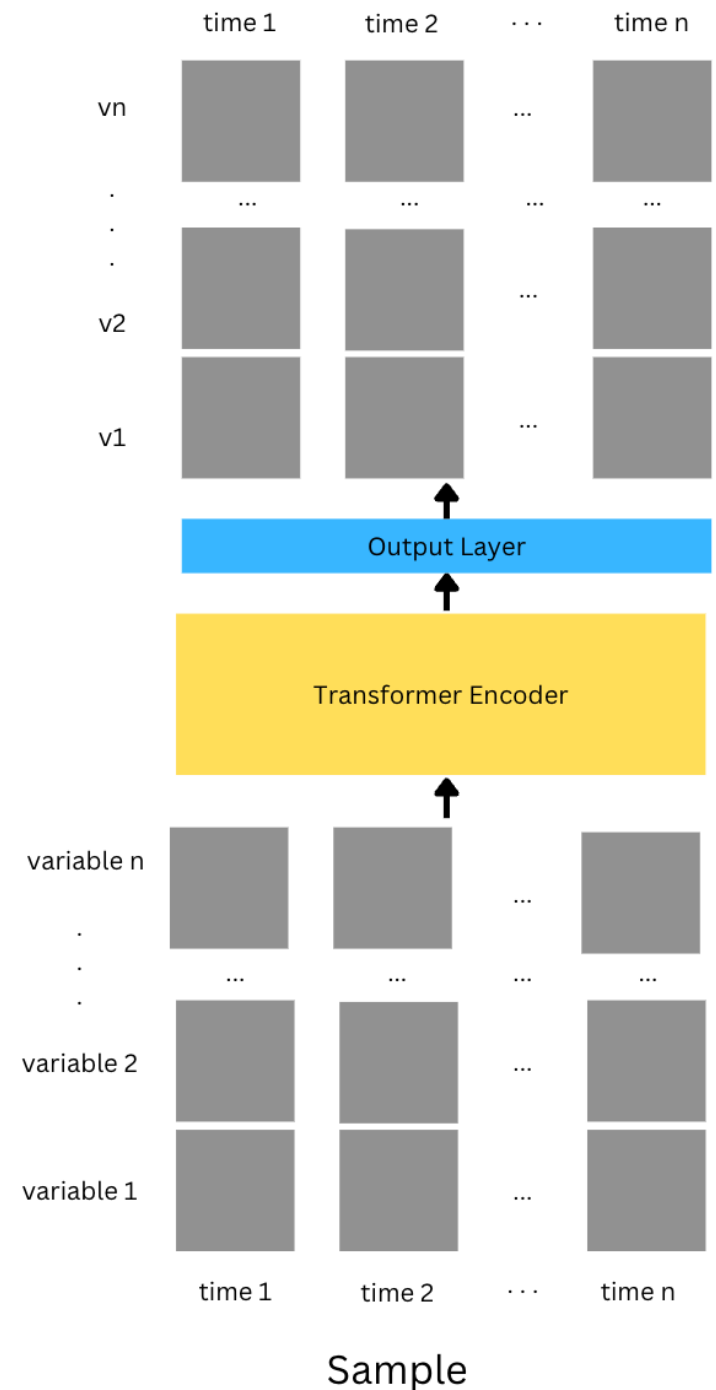 time 1 time 2 . . . time n
vn ...
.
... ... ... ...
.
.
...
v2
...
v1
Output Layer
Transformer Encoder
variable n
...
.
.
... ... ... ...
.
variable 2 ...
variable 1 ...
time 1 time 2 . . . time n
Sample